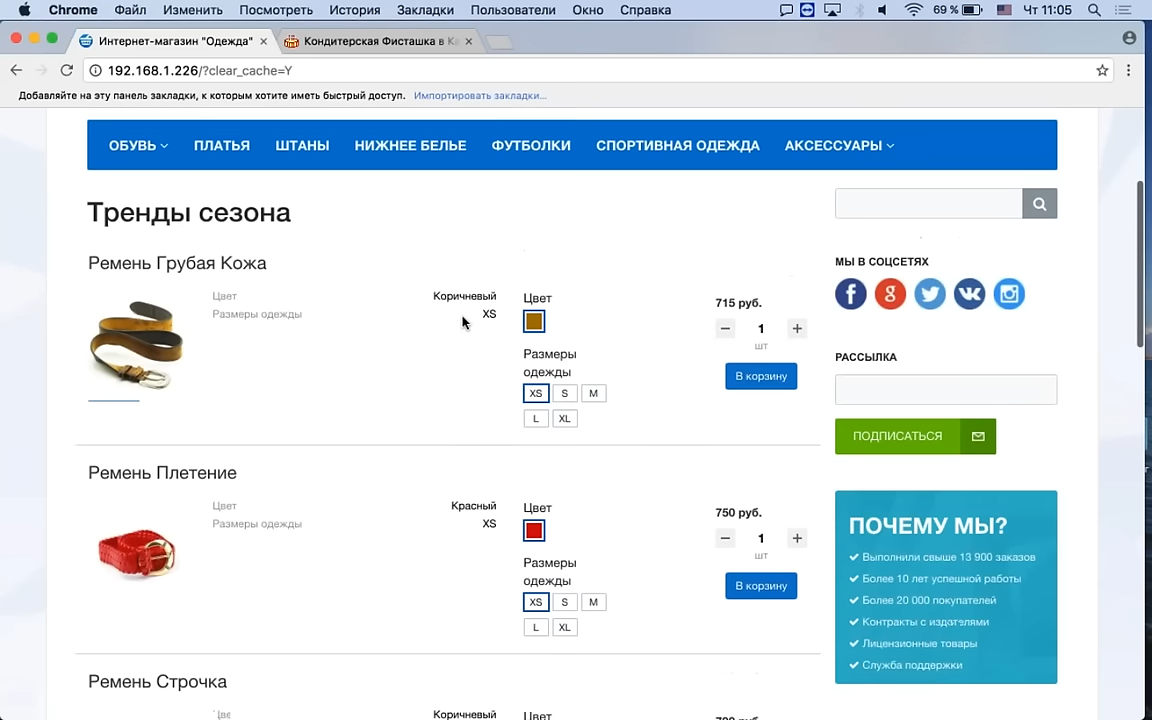 Chrome Файл Изменить Посмотреть История Закладки Пользователи Окно Справка 69 % Чт 11:05
Интернет-магазин "Одежда" Кондитерская Фисташка в Ка
192.168.1.226/?clear_cache=Y
Добавляйте на эту панель закладки, к которым хотите иметь быстрый доступ. Импортировать закладки...
ОБУВЬ ПЛАТЬЯ ШТАНЫ НИЖНЕЕ БЕЛЬЕ ФУТБОЛКИ СПОРТИВНАЯ ОДЕЖДА АКСЕССУАРЫ
Тренды сезона
Ремень Грубая Кожа
Цвет Коричневый
Размеры одежды XS
Цвет
Размеры
одежды
XS S M
L XL
715 руб.
− 1 +
шт
В корзину
Ремень Плетение
Цвет Красный
Размеры одежды XS
Цвет
Размеры
одежды
XS S M
L XL
750 руб.
− 1 +
шт
В корзину
Ремень Строчка
Коричневый
Цвет
МЫ В СОЦСЕТЯХ
РАССЫЛКА
ПОДПИСАТЬСЯ
ПОЧЕМУ МЫ?
Выполнили свыше 13 900 заказов
Более 10 лет успешной работы
Более 20 000 покупателей
Контракты с издателями
Лицензионные товары
Служба поддержки